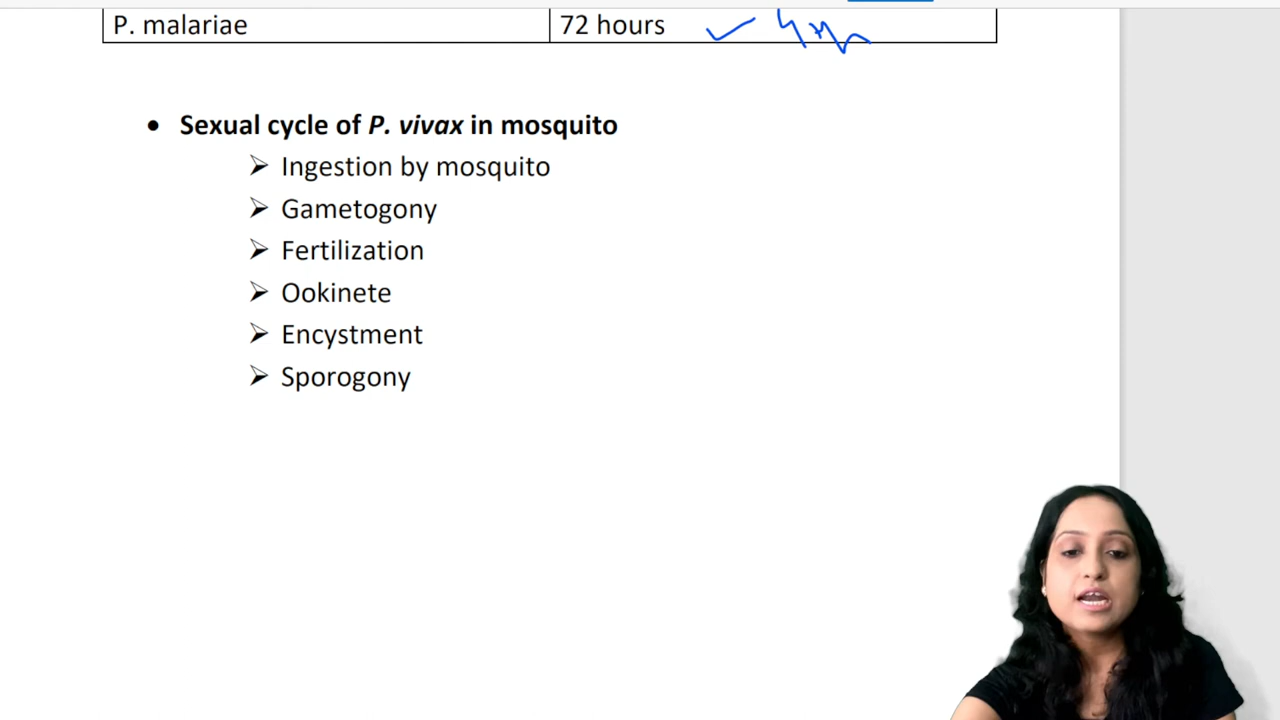 P. malariae 72 hours
• Sexual cycle of P. vivax in mosquito
➢ Ingestion by mosquito
➢ Gametogony
➢ Fertilization
➢ Ookinete
➢ Encystment
➢ Sporogony